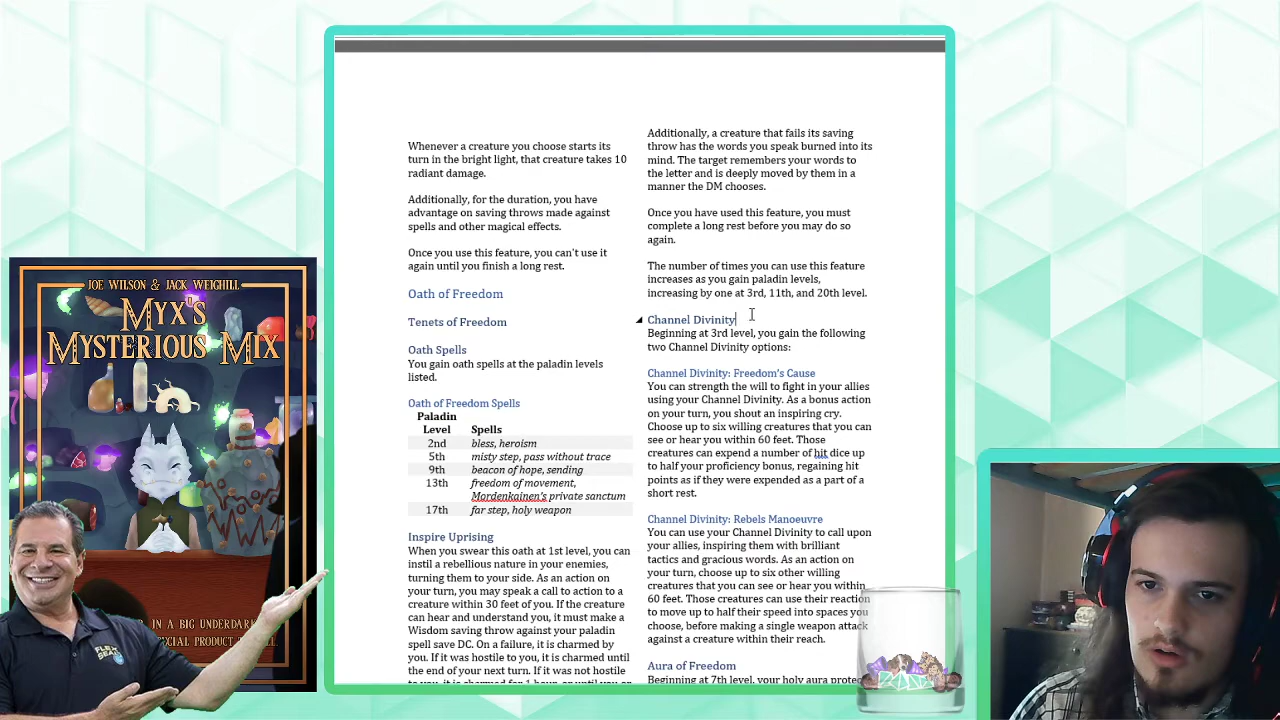 Whenever a creature you choose starts its
turn in the bright light, that creature takes 10
radiant damage.
Additionally, for the duration, you have
advantage on saving throws made against
spells and other magical effects.
Once you use this feature, you can't use it
again until you finish a long rest.
Oath of Freedom
Tenets of Freedom
Oath Spells
You gain oath spells at the paladin levels
listed.
Oath of Freedom Spells
Paladin
Level Spells
2nd bless, heroism
5th misty step, pass without trace
9th beacon of hope, sending
13th freedom of movement,
Mordenkainen's private sanctum
17th far step, holy weapon
Inspire Uprising
When you swear this oath at 1st level, you can
instil a rebellious nature in your enemies,
turning them to your side. As an action on
your turn, you may speak a call to action to a
creature within 30 feet of you. If the creature
can hear and understand you, it must make a
Wisdom saving throw against your paladin
spell save DC. On a failure, it is charmed by
you. If it was hostile to you, it is charmed until
the end of your next turn. If it was not hostile
to you, it is charmed for 1 hour, or until you or
Additionally, a creature that fails its saving
throw has the words you speak burned into its
mind. The target remembers your words to
the letter and is deeply moved by them in a
manner the DM chooses.
Once you have used this feature, you must
complete a long rest before you may do so
again.
The number of times you can use this feature
increases as you gain paladin levels,
increasing by one at 3rd, 11th, and 20th level.
Channel Divinity
Beginning at 3rd level, you gain the following
two Channel Divinity options:
Channel Divinity: Freedom's Cause
You can strength the will to fight in your allies
using your Channel Divinity. As a bonus action
on your turn, you shout an inspiring cry.
Choose up to six willing creatures that you can
see or hear you within 60 feet. Those
creatures can expend a number of hit dice up
to half your proficiency bonus, regaining hit
points as if they were expended as a part of a
short rest.
Channel Divinity: Rebels Manoeuvre
You can use your Channel Divinity to call upon
your allies, inspiring them with brilliant
tactics and gracious words. As an action on
your turn, choose up to six other willing
creatures that you can see or hear you within
60 feet. Those creatures can use their reaction
to move up to half their speed into spaces you
choose, before making a single weapon attack
against a creature within their reach.
Aura of Freedom
Beginning at 7th level, your holy aura protec
JOE WILSON & JACK WEIGHILL
MYX'S
MYSTERIOUS MIX
IN A BIG UNDERDAR
PECIAL PRODUCT T
FLEX
SEAL